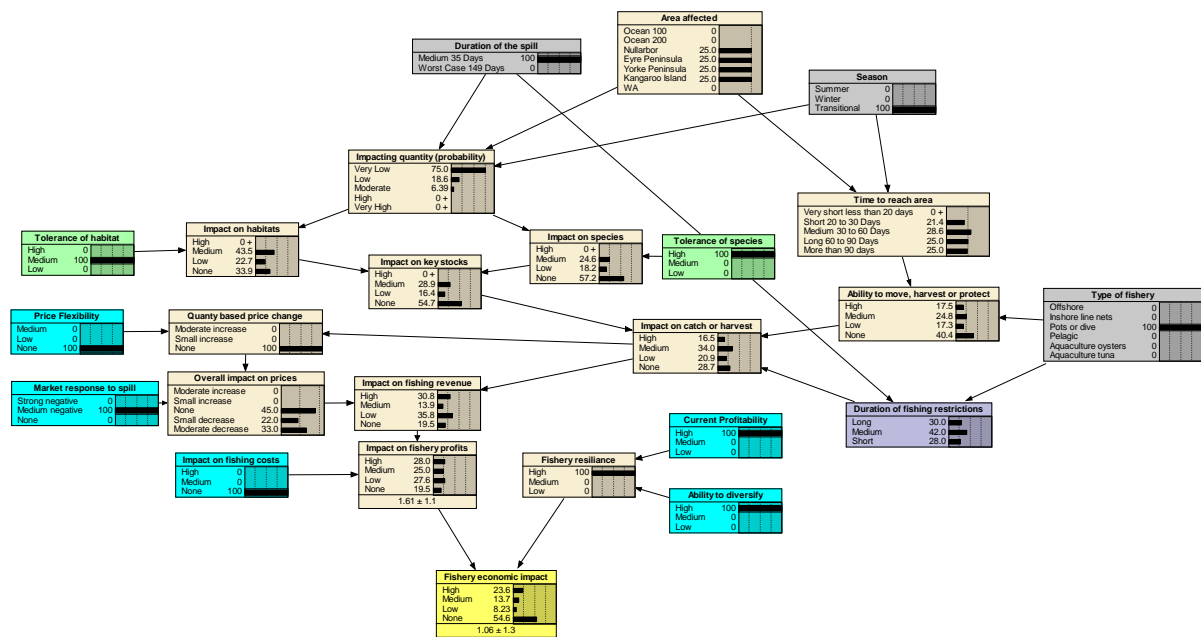 Area affected
Ocean 100 0
Ocean 200 0
Nullarbor 25.0
Eyre Peninsula 25.0
Yorke Peninsula 25.0
Kangaroo Island 25.0
WA 0
Duration of the spill
Medium 35 Days 100
Worst Case 149 Days 0
Season
Summer 0
Winter 0
Transitional 100
Impacting quantity (probability)
Very Low 75.0
Low 18.6
Moderate 6.39
High 0 +
Very High 0 +
Time to reach area
Very short less than 20 days 0 +
Short 20 to 30 Days 21.4
Medium 30 to 60 Days 28.6
Long 60 to 90 Days 25.0
More than 90 days 25.0
Tolerance of habitat
High 0
Medium 100
Low 0
Impact on habitats
High 0 +
Medium 43.5
Low 22.7
None 33.9
Impact on species
High 0 +
Medium 24.6
Low 18.2
None 57.2
Tolerance of species
High 100
Medium 0
Low 0
Impact on key stocks
High 0 +
Medium 28.9
Low 16.4
None 54.7
Ability to move, harvest or protect
High 17.5
Medium 24.8
Low 17.3
None 40.4
Type of fishery
Offshore 0
Inshore line nets 0
Pots or dive 100
Pelagic 0
Aquaculture oysters 0
Aquaculture tuna 0
Price Flexibility
Medium 0
Low 0
None 100
Quanty based price change
Moderate increase 0
Small increase 0
None 100
Impact on catch or harvest
High 16.5
Medium 34.0
Low 20.9
None 28.7
Market response to spill
Strong negative 0
Medium negative 100
None 0
Overall impact on prices
Moderate increase 0
Small increase 0
None 45.0
Small decrease 22.0
Moderate decrease 33.0
Impact on fishing revenue
High 30.8
Medium 13.9
Low 35.8
None 19.5
Duration of fishing restrictions
Long 30.0
Medium 42.0
Short 28.0
Current Profitability
High 100
Medium 0
Low 0
Impact on fishing costs
High 0
Medium 0
None 100
Impact on fishery profits
High 28.0
Medium 25.0
Low 27.6
None 19.5
1.61 ± 1.1
Fishery resiliance
High 100
Medium 0
Low 0
Ability to diversify
High 100
Medium 0
Low 0
Fishery economic impact
High 23.6
Medium 13.7
Low 8.23
None 54.6
1.06 ± 1.3